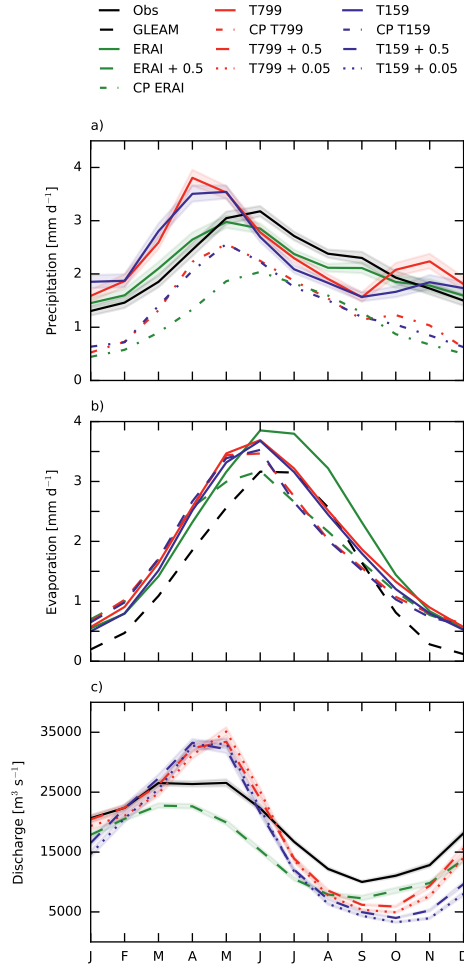 Obs T799 T159
GLEAM CP T799 CP T159
ERAI T799 + 0.5 T159 + 0.5
ERAI + 0.5 T799 + 0.05 T159 + 0.05
CP ERAI
a)
Precipitation [mm d⁻¹]
4
3
2
1
0
b)
Evaporation [mm d⁻¹]
4
3
2
1
0
c)
Discharge [m³ s⁻¹]
35000
25000
15000
5000
J F M A M J J A S O N D